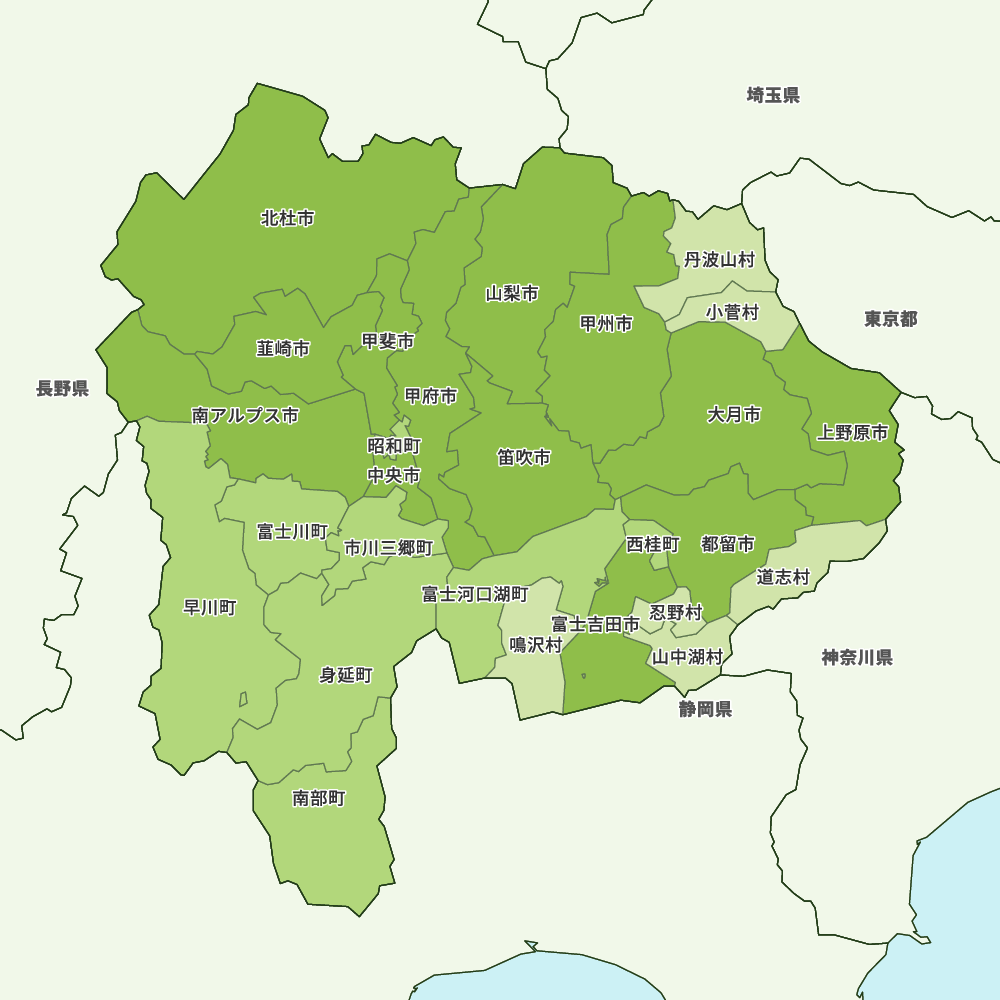 埼玉県
北杜市
丹波山村
山梨市
小菅村
東京都
甲州市
甲斐市
韮崎市
長野県
甲府市
南アルプス市
大月市
上野原市
昭和町
笛吹市
中央市
富士川町
市川三郷町
西桂町
都留市
道志村
富士河口湖町
早川町
忍野村
富士吉田市
鳴沢村
山中湖村
神奈川県
身延町
静岡県
南部町